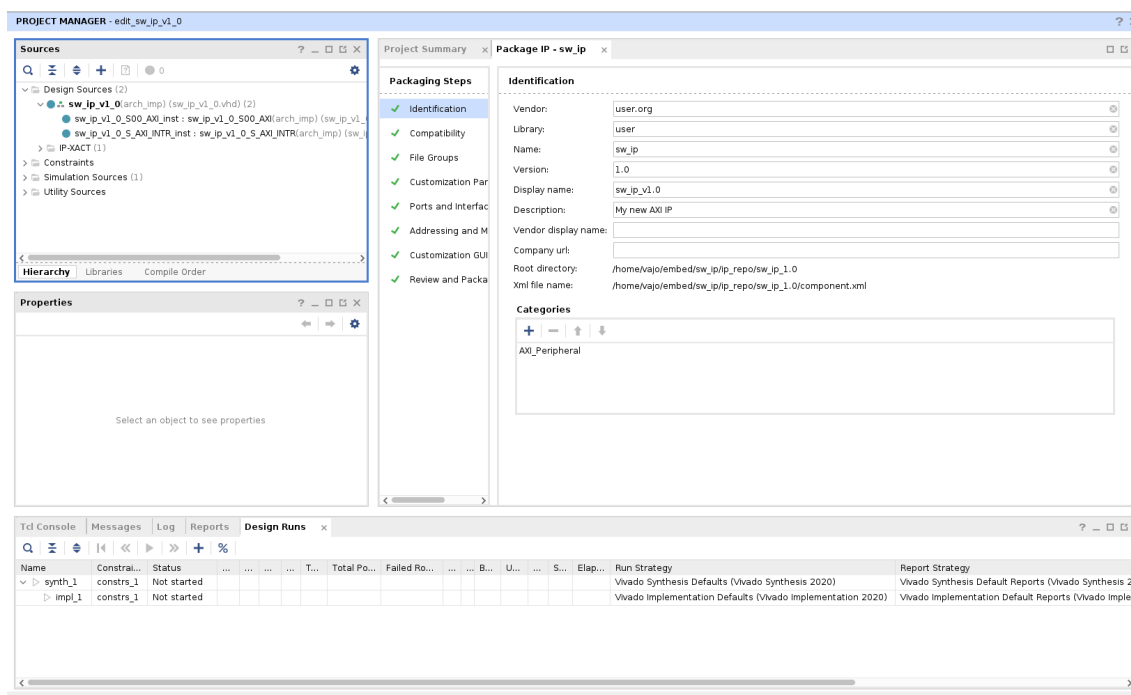 PROJECT MANAGER - edit_sw_ip_v1_0
Sources
0
Design Sources (2)
sw_ip_v1_0(arch_imp) (sw_ip_v1_0.vhd) (2)
sw_ip_v1_0_S00_AXI_inst : sw_ip_v1_0_S00_AXI(arch_imp) (sw_ip_v1_
sw_ip_v1_0_S_AXI_INTR_inst : sw_ip_v1_0_S_AXI_INTR(arch_imp) (sw_i
IP-XACT (1)
Constraints
Simulation Sources (1)
Utility Sources
Hierarchy Libraries Compile Order
Properties
Select an object to see properties
Project Summary × Package IP - sw_ip ×
Packaging Steps
Identification
Compatibility
File Groups
Customization Par
Ports and Interfac
Addressing and M
Customization GUI
Review and Packa
Identification
Vendor: user.org
Library: user
Name: sw_ip
Version: 1.0
Display name: sw_ip_v1.0
Description: My new AXI IP
Vendor display name:
Company url:
Root directory: /home/vajo/embed/sw_ip/ip_repo/sw_ip_1.0
Xml file name: /home/vajo/embed/sw_ip/ip_repo/sw_ip_1.0/component.xml
Categories
AXI_Peripheral
Tcl Console Messages Log Reports Design Runs ×
Name Constrai... Status ... ... ... ... T... Total Po... Failed Ro... ... ... B... U... ... S... Elap... Run Strategy Report Strategy
synth_1 constrs_1 Not started Vivado Synthesis Defaults (Vivado Synthesis 2020) Vivado Synthesis Default Reports (Vivado Synthesis 2
impl_1 constrs_1 Not started Vivado Implementation Defaults (Vivado Implementation 2020) Vivado Implementation Default Reports (Vivado Imple